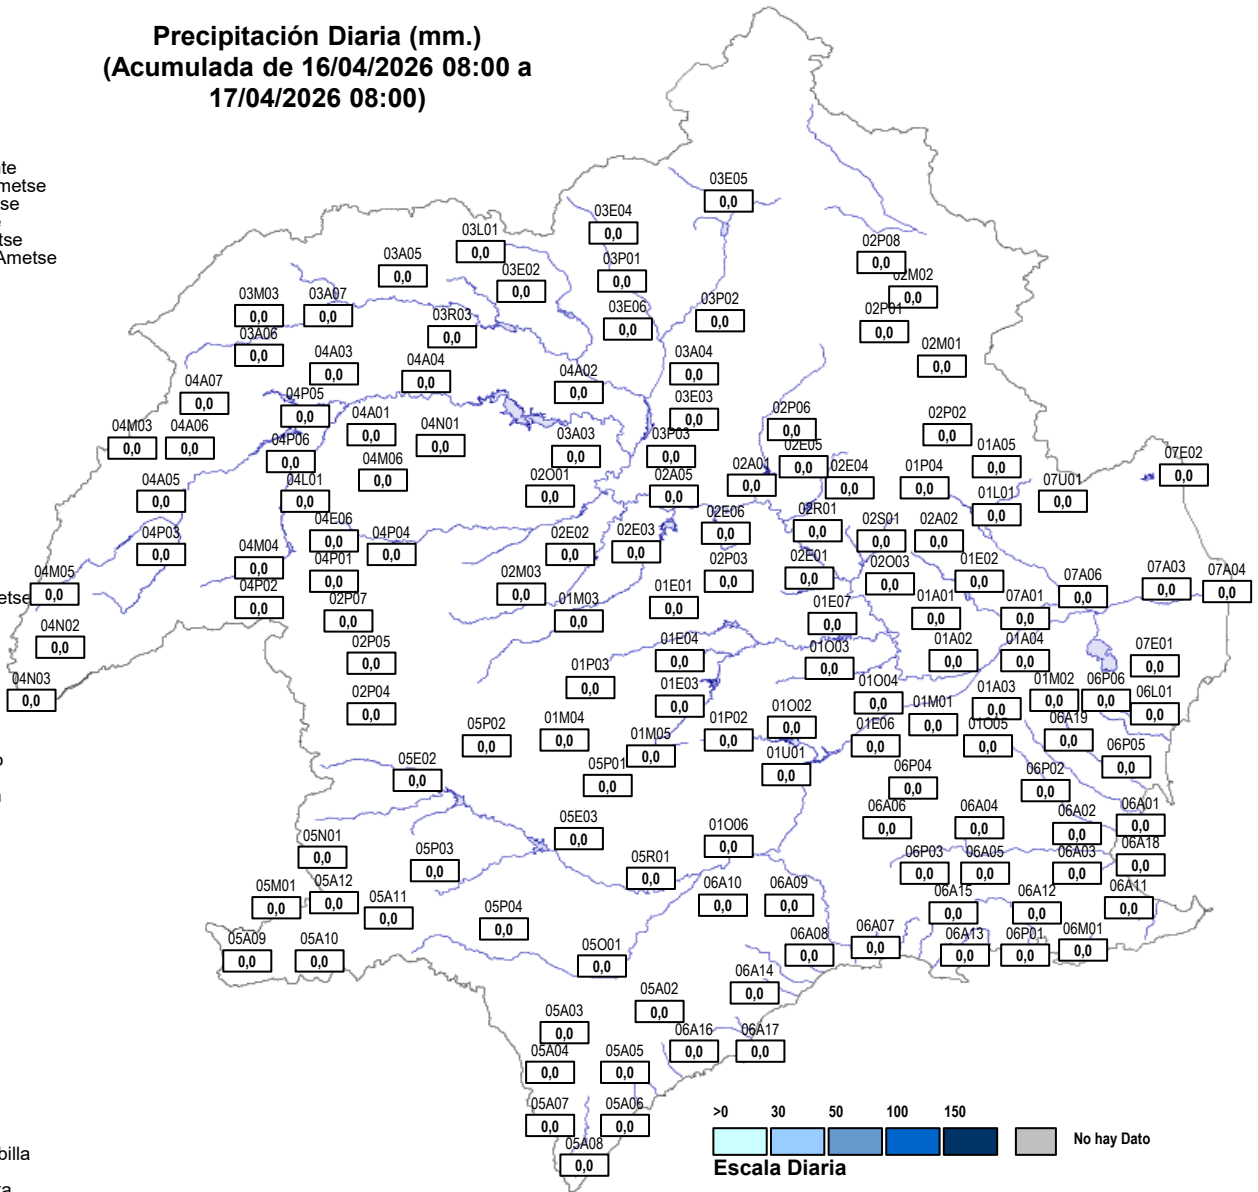 Precipitación Diaria (mm.)
(Acumulada de 16/04/2026 08:00 a
17/04/2026 08:00)
te
metse
se
tse
Ametse
03E05
0,0
03E04
0,0
03L01
0,0
03A05
0,0
03E02
0,0
03P01
0,0
02P08
0,0
02M02
0,0
03M03
0,0
03A07
0,0
03R03
0,0
03E06
0,0
03P02
0,0
02P01
0,0
03A06
0,0
04A03
0,0
04A04
0,0
04A02
0,0
03A04
0,0
02M01
0,0
04A07
0,0
04P05
0,0
04A01
0,0
04N01
0,0
03E03
0,0
02P06
0,0
02P02
0,0
04M03
0,0
04A06
0,0
04P06
0,0
04M06
0,0
03A03
0,0
03P03
0,0
02E05
0,0
01A05
0,0
07E02
0,0
04A05
0,0
04L01
0,0
02O01
0,0
02A05
0,0
02A01
0,0
02E04
0,0
01P04
0,0
01L01
0,0
07U01
0,0
04P03
0,0
04E06
0,0
04P04
0,0
02E02
0,0
02E03
0,0
02E06
0,0
02R01
0,0
02S01
0,0
02A02
0,0
04M05
0,0
etse
04M04
0,0
04P01
0,0
02M03
0,0
02P03
0,0
02E01
0,0
02O03
0,0
01E02
0,0
07A06
0,0
07A03
0,0
07A04
0,0
04P02
0,0
02P07
0,0
01M03
0,0
01E01
0,0
01E07
0,0
01A01
0,0
07A01
0,0
04N02
0,0
02P05
0,0
01E04
0,0
01O03
0,0
01A02
0,0
01A04
0,0
07E01
0,0
04N03
0,0
02P04
0,0
01P03
0,0
01E03
0,0
01O04
0,0
01M01
0,0
01A03
0,0
01M02
0,0
06P06
0,0
06L01
0,0
05P02
0,0
01M04
0,0
01M05
0,0
01P02
0,0
01O02
0,0
01E06
0,0
01O05
0,0
06A19
0,0
06P05
0,0
05E02
0,0
05P01
0,0
01U01
0,0
06P04
0,0
06P02
0,0
05N01
0,0
05P03
0,0
05E03
0,0
01O06
0,0
06A06
0,0
06A04
0,0
06A02
0,0
06A01
0,0
05M01
0,0
05A12
0,0
05A11
0,0
05R01
0,0
06P03
0,0
06A05
0,0
06A03
0,0
06A18
0,0
05A09
0,0
05A10
0,0
05P04
0,0
05O01
0,0
06A10
0,0
06A09
0,0
06A15
0,0
06A12
0,0
06A11
0,0
06A08
0,0
06A07
0,0
06A13
0,0
06P01
0,0
06M01
0,0
05A03
0,0
05A02
0,0
06A14
0,0
05A04
0,0
05A05
0,0
06A16
0,0
06A17
0,0
05A07
0,0
05A06
0,0
05A08
0,0
>0 30 50 100 150
No hay Dato
Escala Diaria
billa